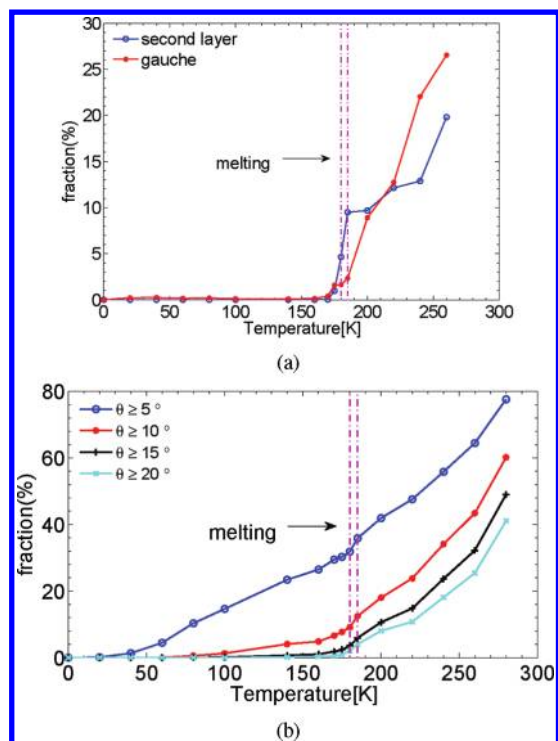 30
25
20
15
10
5
0
fraction(%)
second layer
gauche
melting
0
50
100
150
200
250
300
Temperature[K]
(a)
80
60
40
20
0
fraction(%)
θ ≥ 5 °
θ ≥ 10 °
θ ≥ 15 °
θ ≥ 20 °
melting
0
50
100
150
200
250
300
Temperature[K]
(b)